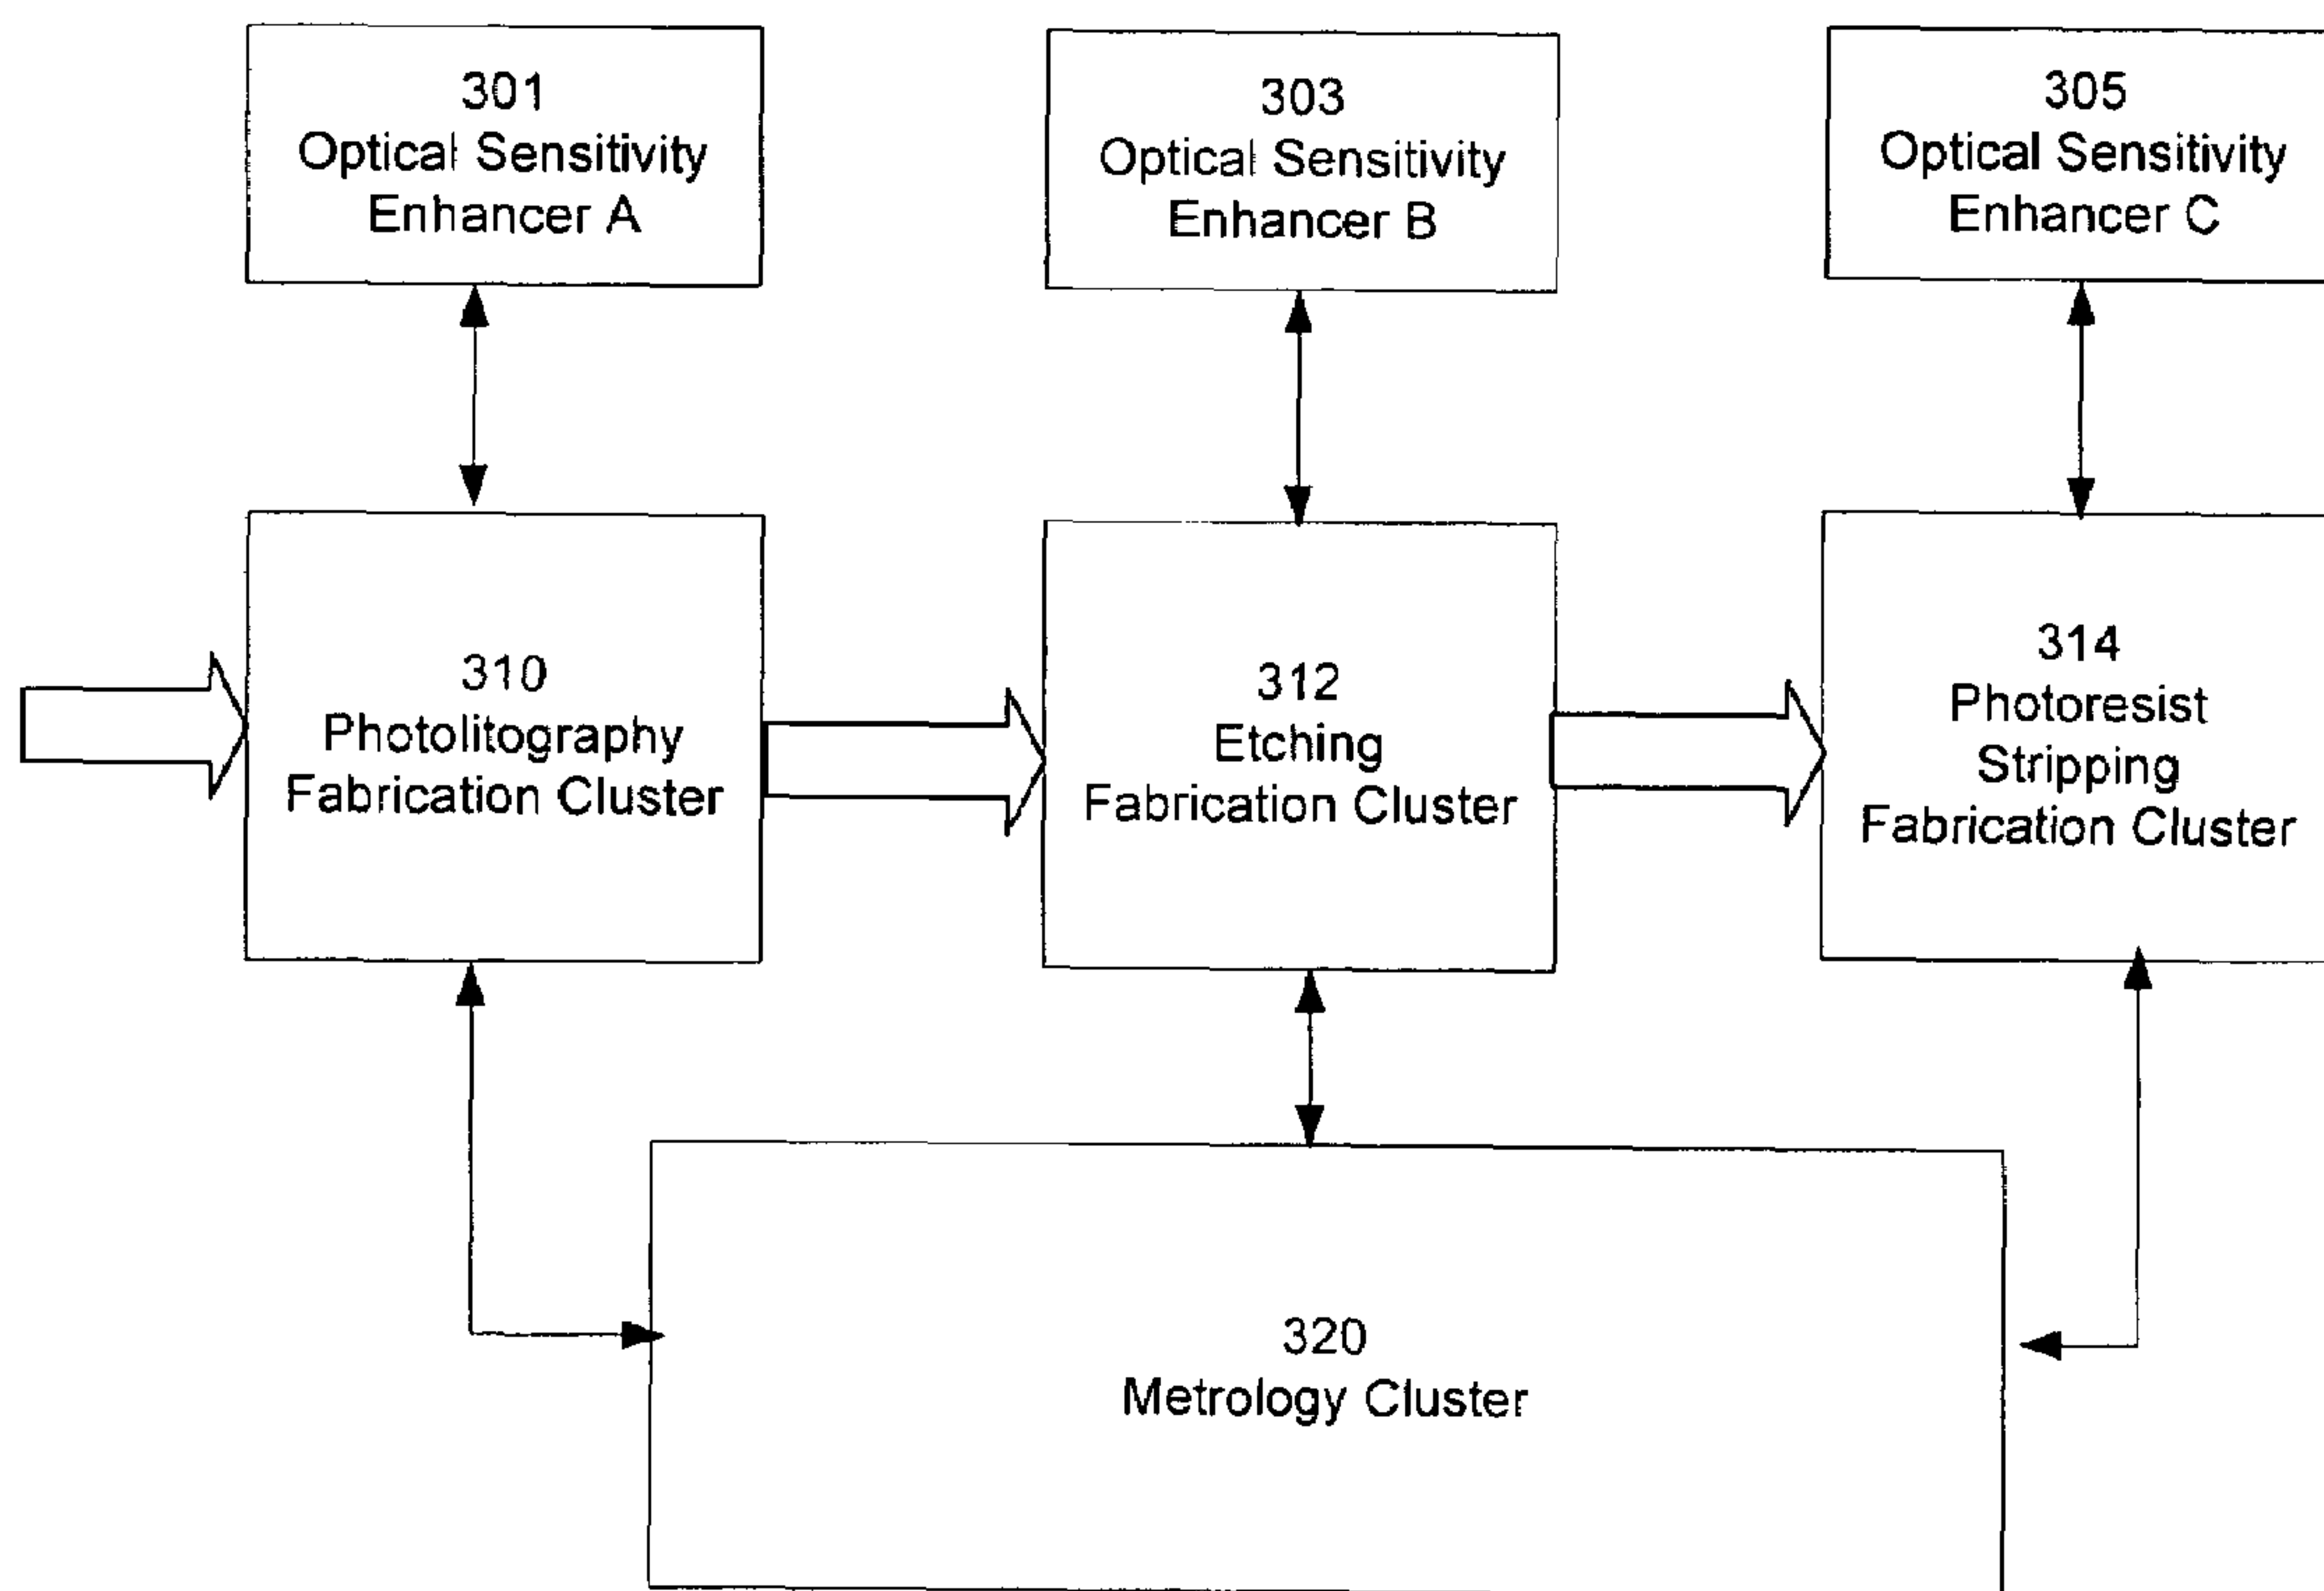 301
Optical Sensitivity
Enhancer A
303
Optical Sensitivity
Enhancer B
305
Optical Sensitivity
Enhancer C
310
Photolitography
Fabrication Cluster
312
Etching
Fabrication Cluster
314
Photoresist
Stripping
Fabrication Cluster
320
Metrology Cluster